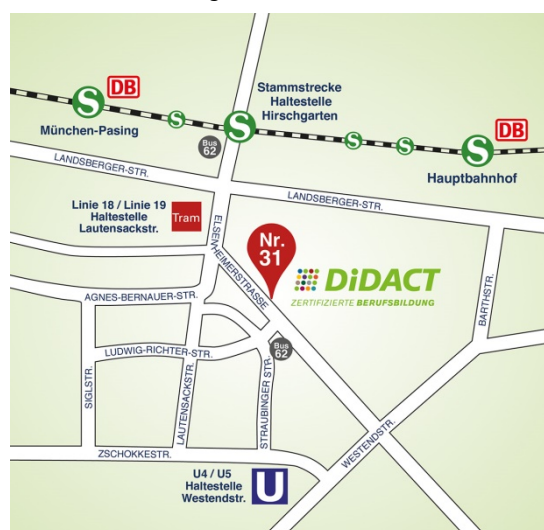 DB
S
S
S
S
S
S
DB
München-Pasing
Stammstrecke
Haltestelle
Hirschgarten
Bus
62
Hauptbahnhof
LANDSBERGER-STR.
LANDSBERGER-STR.
Linie 18 / Linie 19
Haltestelle
Lautensackstr.
Tram
ELSENHEIMERSTRASSE
Nr.
31
DiDACT
ZERTIFIZIERTE BERUFSBILDUNG
BARTHSTR.
AGNES-BERNAUER-STR.
Bus
62
LUDWIG-RICHTER-STR.
SIGLSTR.
LAUTENSACKSTR.
STRAUBINGER STR.
WESTENDSTR.
ZSCHOKKESTR.
U4 / U5
Haltestelle
Westendstr.
U